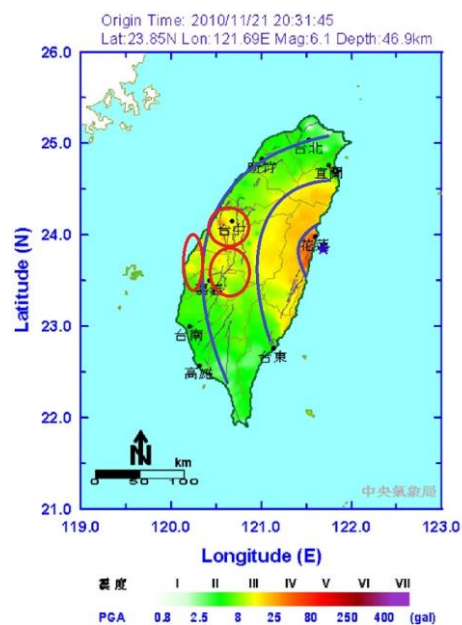 Origin Time: 2010/11/21 20:31:45
Lat:23.85N Lon:121.69E Mag:6.1 Depth:46.9km
26.0
25.0
24.0
23.0
22.0
21.0
Latitude (N)
台北
新竹
宜蘭
台中
花蓮
嘉義
台南
台東
高雄
N
km
0 50 100
中央氣象局
119.0 120.0 121.0 122.0 123.0
Longitude (E)
震度 I II III IV V VI VII
PGA 0.8 2.5 8 25 80 250 400 (gal)